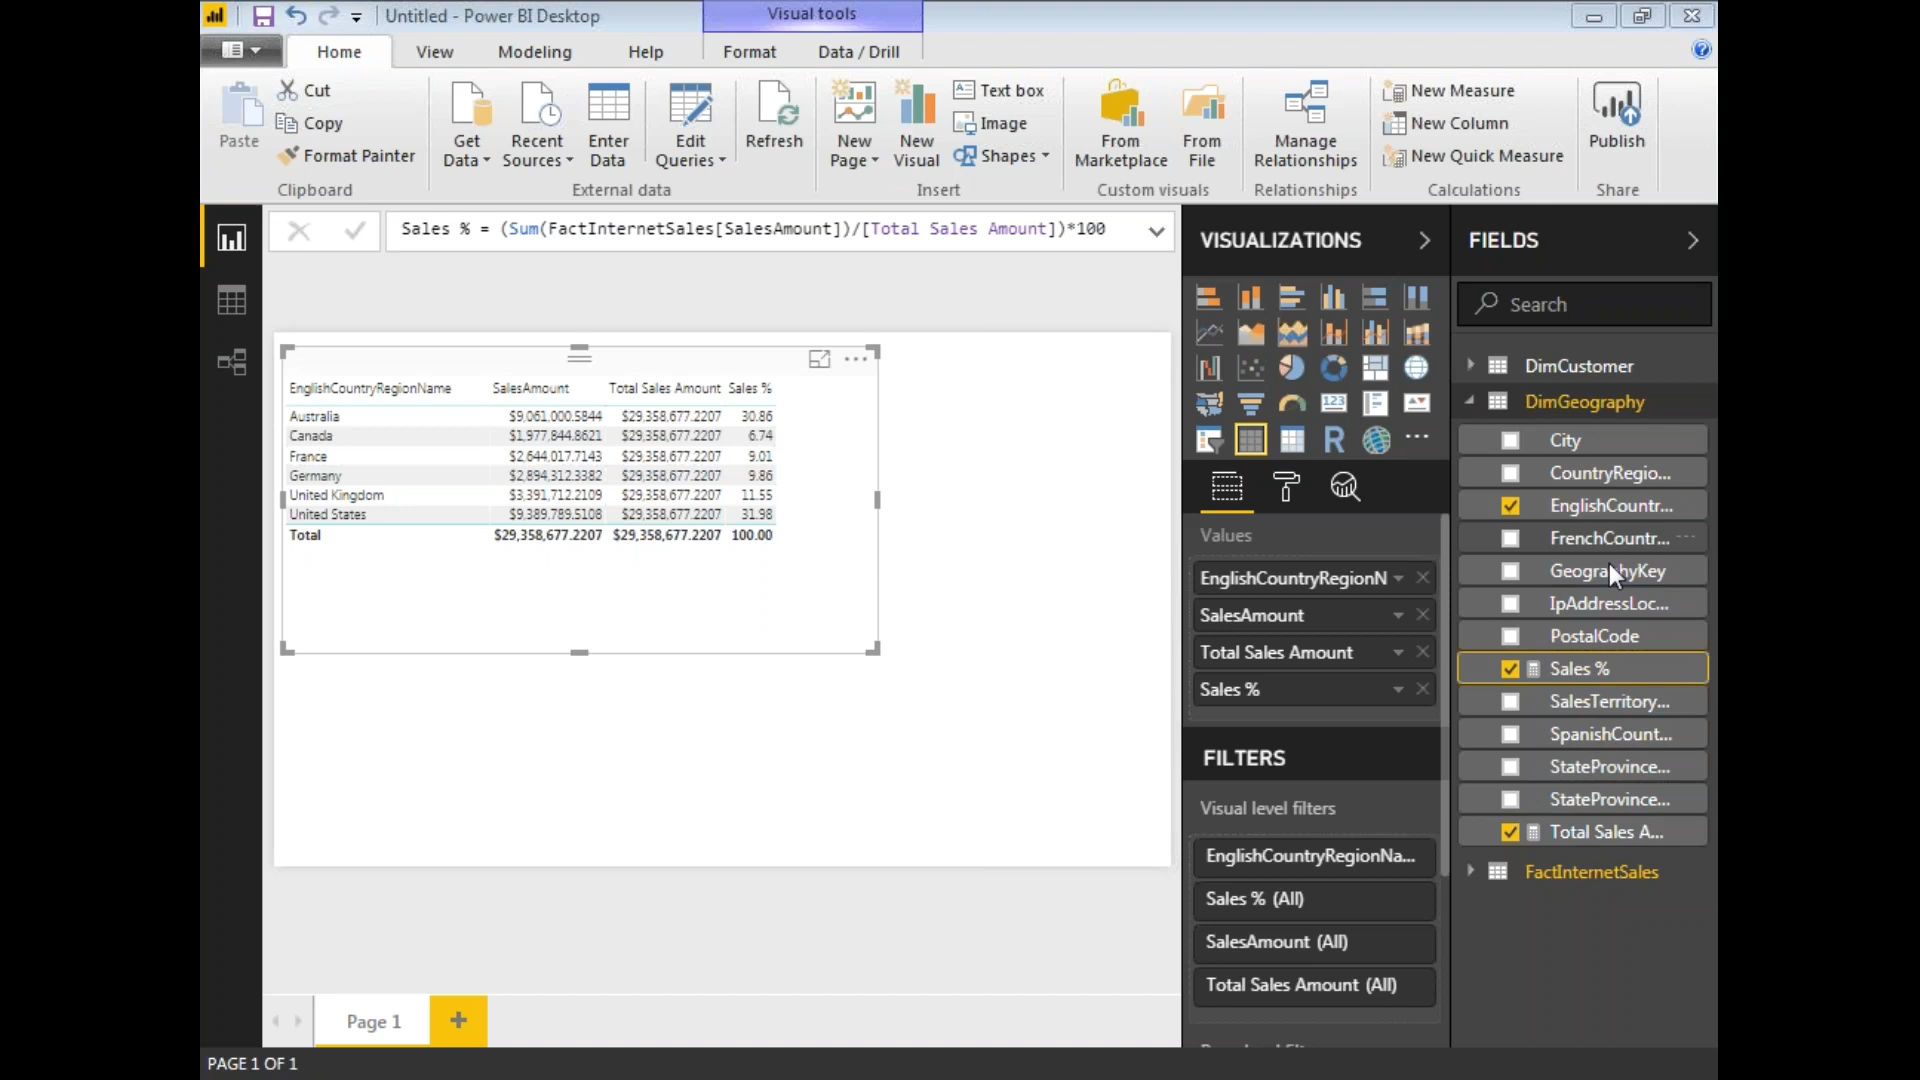 Untitled - Power BI Desktop
Visual tools
Home
View
Modeling
Help
Format
Data / Drill
Paste
Cut
Copy
Format Painter
Clipboard
Get Data
Recent Sources
Enter Data
Edit Queries
External data
Refresh
New Page
New Visual
Text box
Image
Shapes
Insert
From Marketplace
From File
Custom visuals
Manage Relationships
Relationships
New Measure
New Column
New Quick Measure
Calculations
Publish
Share
Sales % = (Sum(FactInternetSales[SalesAmount])/[Total Sales Amount])*100
EnglishCountryRegionName SalesAmount Total Sales Amount Sales %
Australia $9,061,000.5844 $29,358,677.2207 30.86
Canada $1,977,844.8621 $29,358,677.2207 6.74
France $2,644,017.7143 $29,358,677.2207 9.01
Germany $2,894,312.3382 $29,358,677.2207 9.86
United Kingdom $3,391,712.2109 $29,358,677.2207 11.55
United States $9,389,789.5108 $29,358,677.2207 31.98
Total $29,358,677.2207 $29,358,677.2207 100.00
Page 1
PAGE 1 OF 1
VISUALIZATIONS
123
R
Values
EnglishCountryRegionN
SalesAmount
Total Sales Amount
Sales %
FILTERS
Visual level filters
EnglishCountryRegionNa...
Sales % (All)
SalesAmount (All)
Total Sales Amount (All)
FIELDS
Search
DimCustomer
DimGeography
City
CountryRegio...
EnglishCountr...
FrenchCountr...
GeographyKey
IpAddressLoc...
PostalCode
Sales %
SalesTerritory...
SpanishCount...
StateProvince...
StateProvince...
Total Sales A...
FactInternetSales